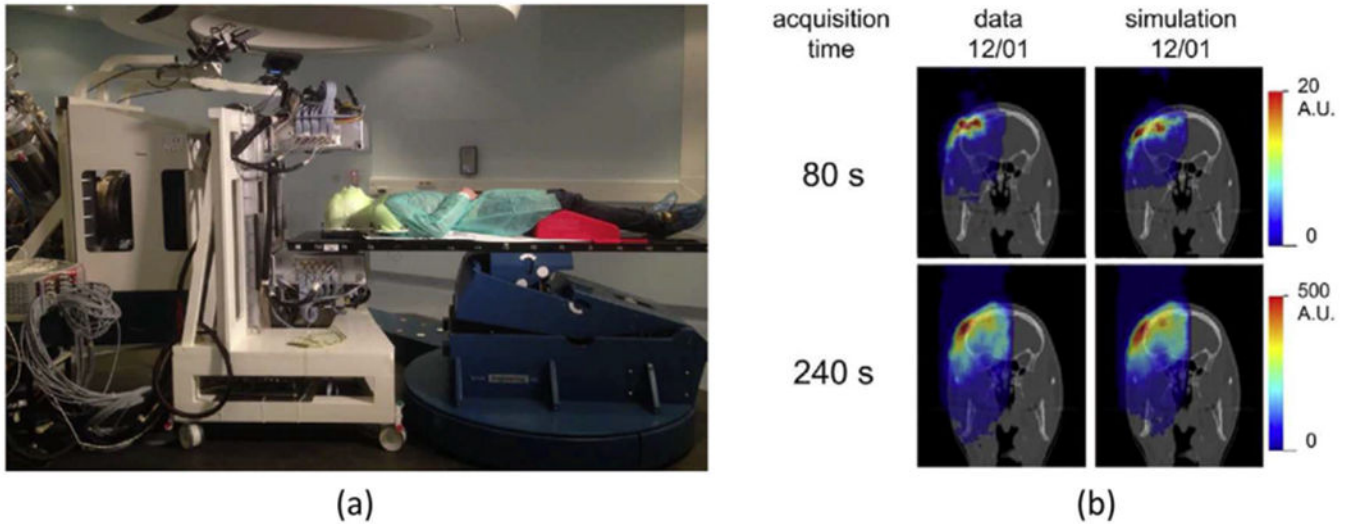 acquisition
time
data
12/01
simulation
12/01
80 s
20
A.U.
0
240 s
500
A.U.
0
(a)
(b)